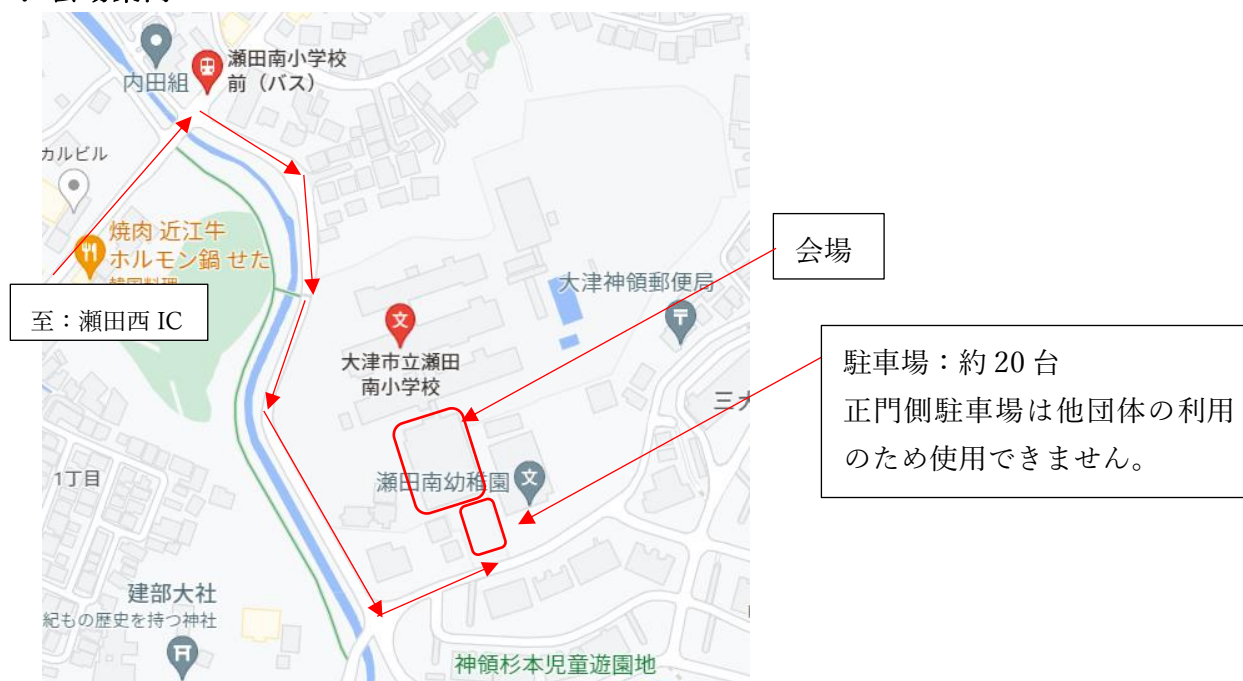 内田組
瀬田南小学校
前（バス）
カルビル
焼肉 近江牛
ホルモン鍋 せた
至：瀬田西 IC
大津市立瀬田
南小学校
大津神領郵便局
会場
駐車場：約 20 台
正門側駐車場は他団体の利用
のため使用できません。
1丁目
瀬田南幼稚園
建部大社
紀もの歴史を持つ神社
神領杉本児童遊園地